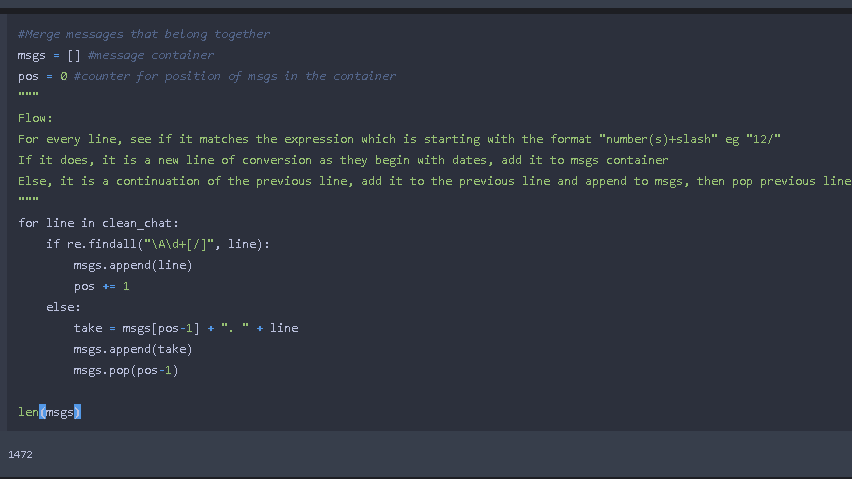 #Merge messages that belong together
msgs = [] #message container
pos = 0 #counter for position of msgs in the container
"""
Flow:
For every line, see if it matches the expression which is starting with the format "number(s)+slash" eg "12/"
If it does, it is a new line of conversion as they begin with dates, add it to msgs container
Else, it is a continuation of the previous line, add it to the previous line and append to msgs, then pop previous line
"""
for line in clean_chat:
    if re.findall("\A\d+[/]", line):
        msgs.append(line)
        pos += 1
    else:
        take = msgs[pos-1] + ". " + line
        msgs.append(take)
        msgs.pop(pos-1)
len(msgs)
1472